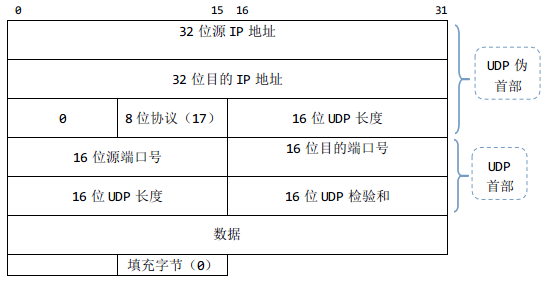 0 15 16 31
32 位源 IP 地址
32 位目的 IP 地址
UDP 伪
首部
0 8 位协议（17） 16 位 UDP 长度
16 位源端口号 16 位目的端口号
UDP
首部
16 位 UDP 长度 16 位 UDP 检验和
数据
填充字节（0）